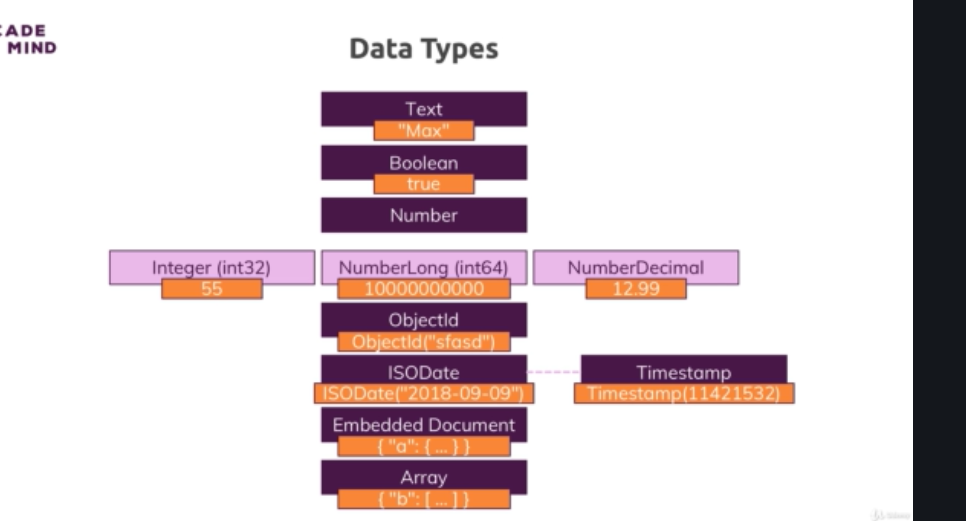 CADE
MIND
Data Types
Text
"Max"
Boolean
true
Number
Integer (int32)
55
NumberLong (int64)
10000000000
NumberDecimal
12.99
ObjectId
ObjectId("sfasd")
ISODate
ISODate("2018-09-09")
Timestamp
Timestamp(11421532)
Embedded Document
{ "a": { ... } }
Array
{ "b": [ ... ] }